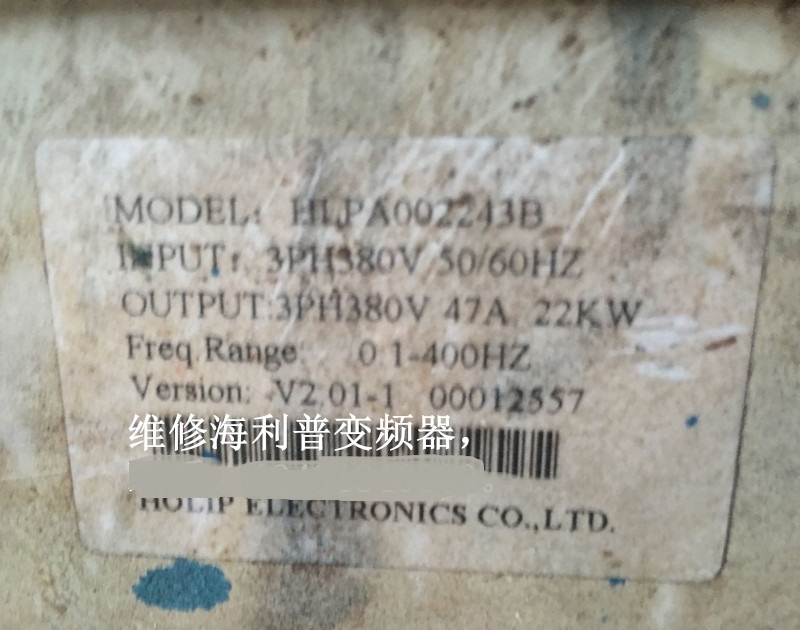 MODEL: HLPA002243B
INPUT: 3PH380V 50/60HZ
OUTPUT:3PH380V 47A 22KW
Freq.Range: 0.1-400HZ
Version: V2.01-1 00012557
维修海利普变频器，
HOLIP ELECTRONICS CO.,LTD.